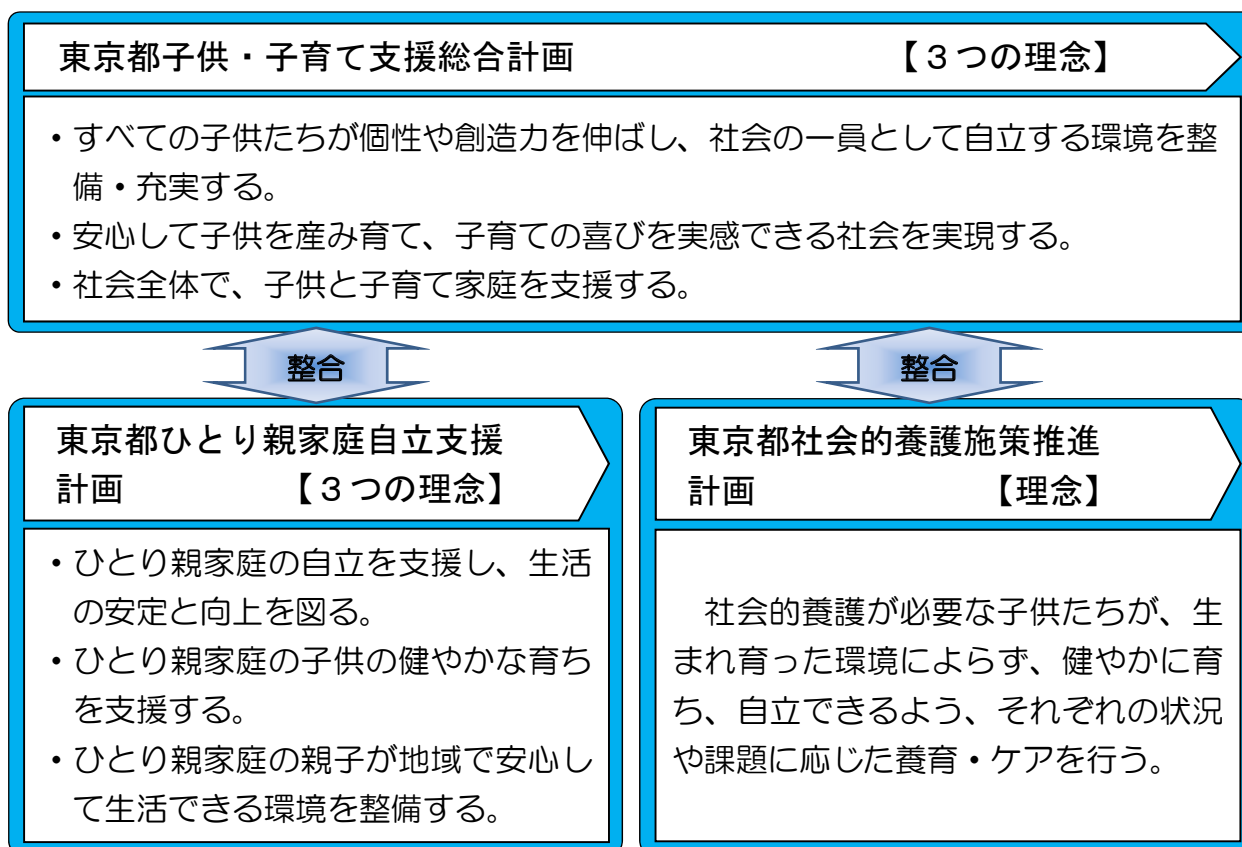 東京都子供・子育て支援総合計画　【３つの理念】
・すべての子供たちが個性や創造力を伸ばし、社会の一員として自立する環境を整
備・充実する。
・安心して子供を産み育て、子育ての喜びを実感できる社会を実現する。
・社会全体で、子供と子育て家庭を支援する。
整合
整合
東京都ひとり親家庭自立支援
計画　【３つの理念】
・ひとり親家庭の自立を支援し、生活
の安定と向上を図る。
・ひとり親家庭の子供の健やかな育ち
を支援する。
・ひとり親家庭の親子が地域で安心し
て生活できる環境を整備する。
東京都社会的養護施策推進
計画　【理念】
社会的養護が必要な子供たちが、生
まれ育った環境によらず、健やかに育
ち、自立できるよう、それぞれの状況
や課題に応じた養育・ケアを行う。